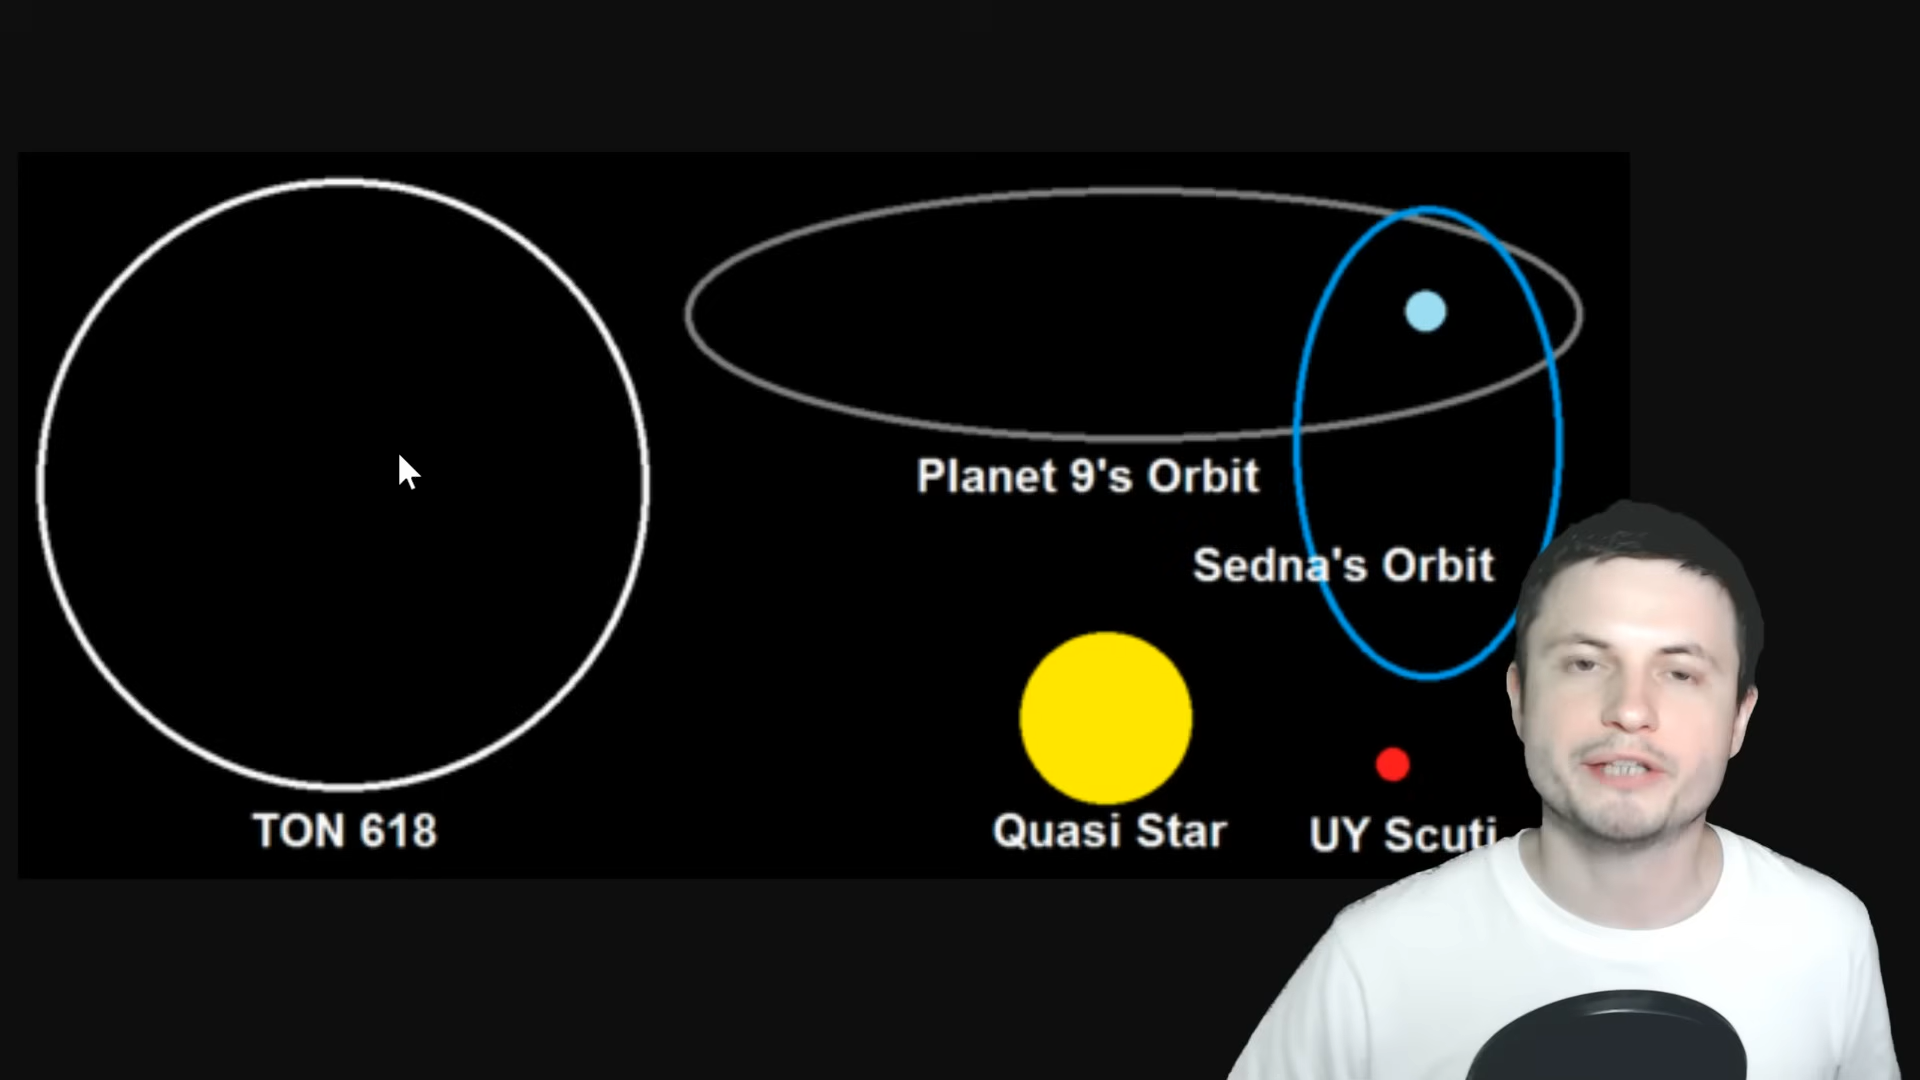 Planet 9's Orbit
Sedna's Orbit
TON 618
Quasi Star
UY Scuti